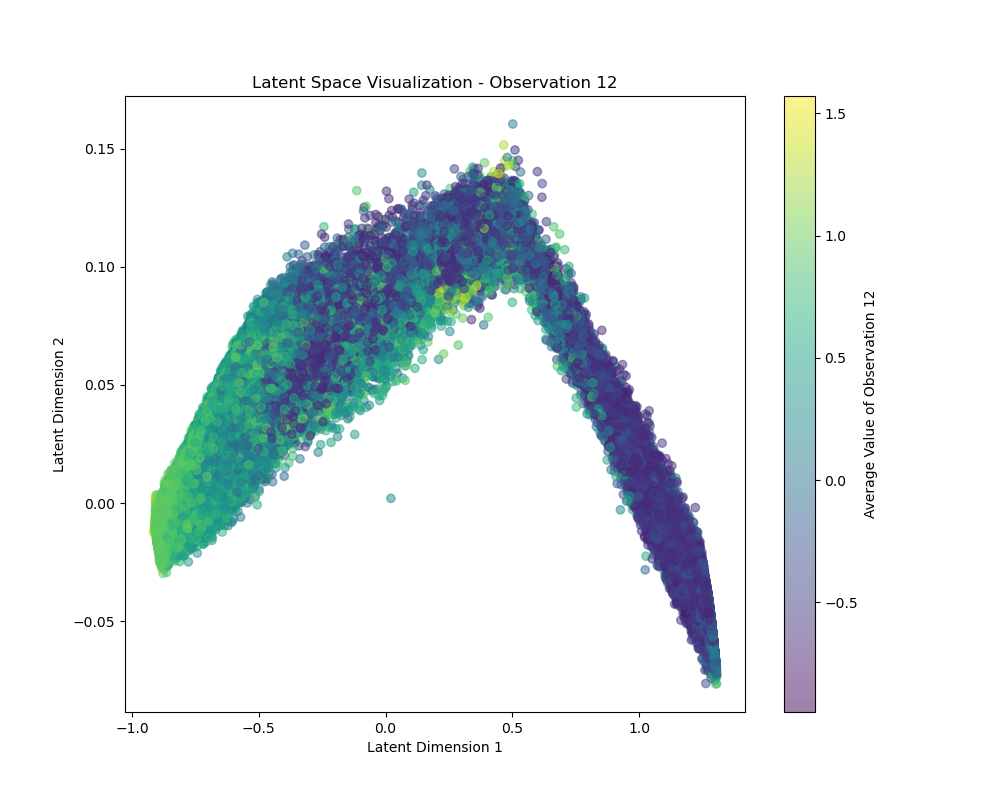 Latent Space Visualization - Observation 12
0.15
0.10
0.05
0.00
−0.05
Latent Dimension 2
−1.0 −0.5 0.0 0.5 1.0
Latent Dimension 1
1.5
1.0
0.5
0.0
−0.5
Average Value of Observation 12